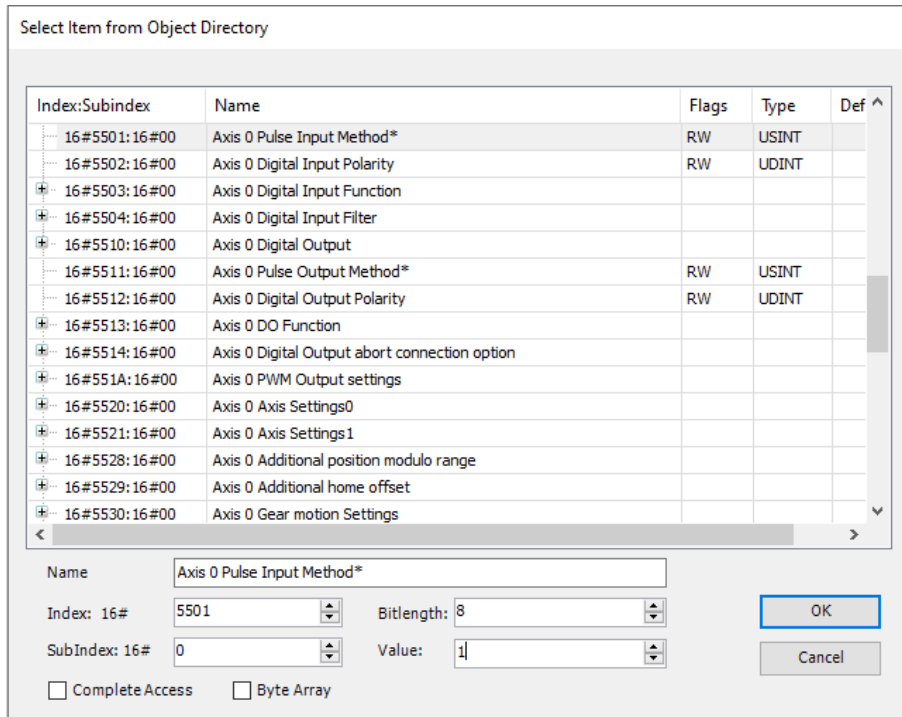 Select Item from Object Directory
Index:Subindex Name Flags Type Def
16#5501:16#00 Axis 0 Pulse Input Method* RW USINT
16#5502:16#00 Axis 0 Digital Input Polarity RW UDINT
16#5503:16#00 Axis 0 Digital Input Function
16#5504:16#00 Axis 0 Digital Input Filter
16#5510:16#00 Axis 0 Digital Output
16#5511:16#00 Axis 0 Pulse Output Method* RW USINT
16#5512:16#00 Axis 0 Digital Output Polarity RW UDINT
16#5513:16#00 Axis 0 DO Function
16#5514:16#00 Axis 0 Digital Output abort connection option
16#551A:16#00 Axis 0 PWM Output settings
16#5520:16#00 Axis 0 Axis Settings0
16#5521:16#00 Axis 0 Axis Settings1
16#5528:16#00 Axis 0 Additional position modulo range
16#5529:16#00 Axis 0 Additional home offset
16#5530:16#00 Axis 0 Gear motion Settings
Name Axis 0 Pulse Input Method*
Index: 16# 5501 Bitlength: 8 OK
SubIndex: 16# 0 Value: 1 Cancel
Complete Access Byte Array